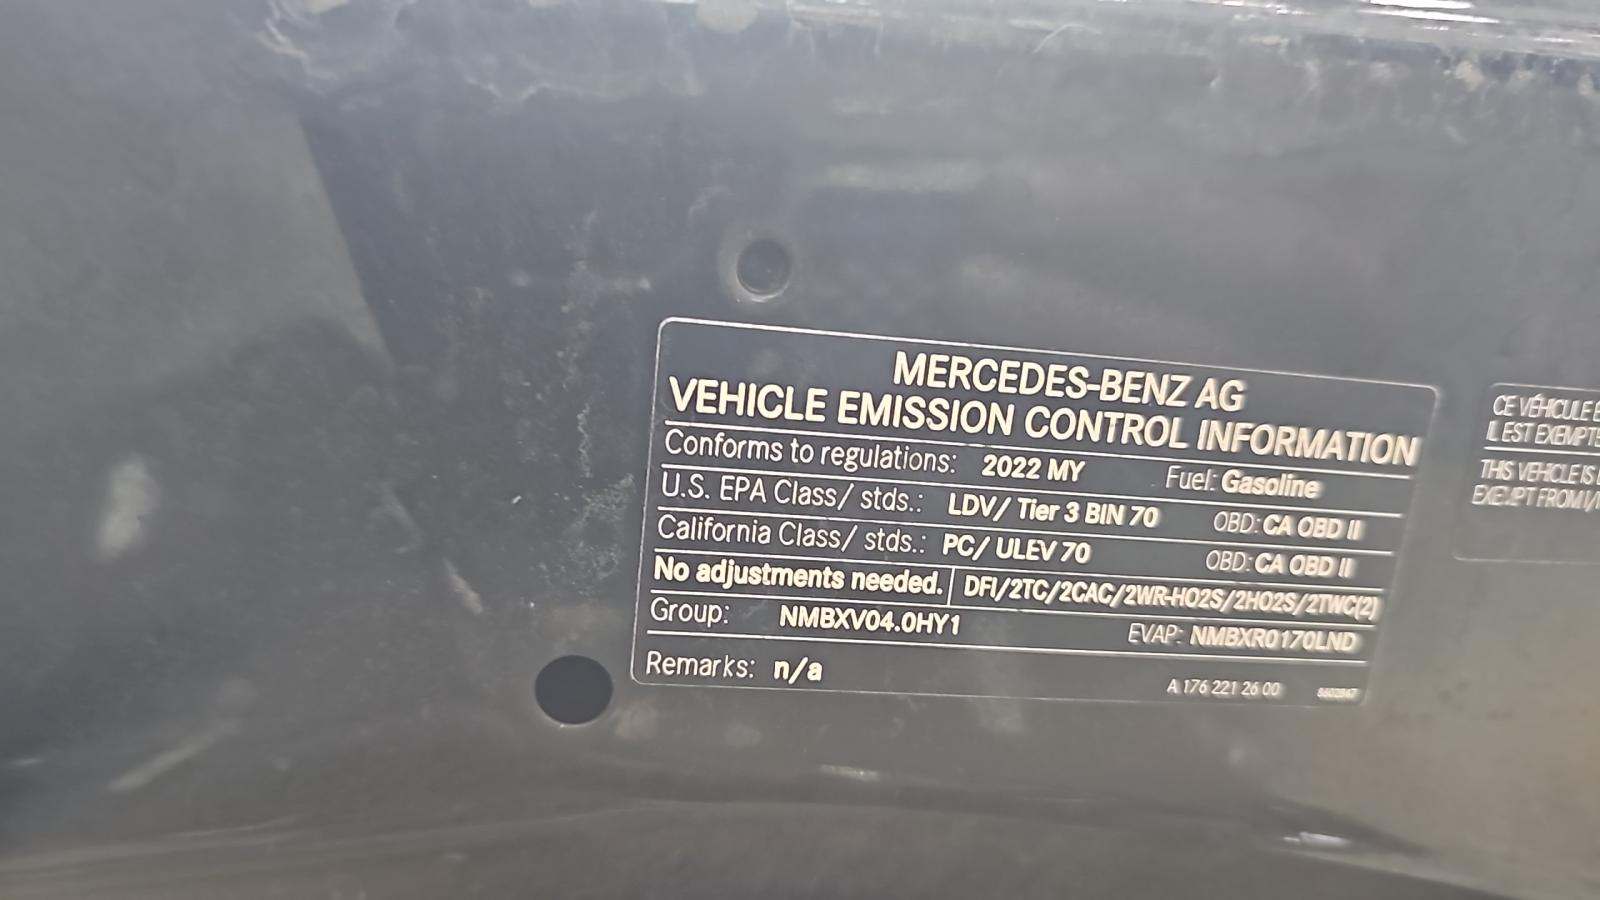 MERCEDES-BENZ AG
VEHICLE EMISSION CONTROL INFORMATION
Conforms to regulations: 2022 MY Fuel: Gasoline
U.S. EPA Class/ stds.: LDV/ Tier 3 BIN 70 OBD: CA OBD II
California Class/ stds.: PC/ ULEV 70 OBD: CA OBD II
No adjustments needed. DFI/2TC/2CAC/2WR-HO2S/2HO2S/2TWC(2)
Group: NMBXV04.0HY1 EVAP: NMBXR0170LND
Remarks: n/a
A 176 221 26 00
CE VÉHICULE
IL EST
THIS VEHICLE IS
FROM